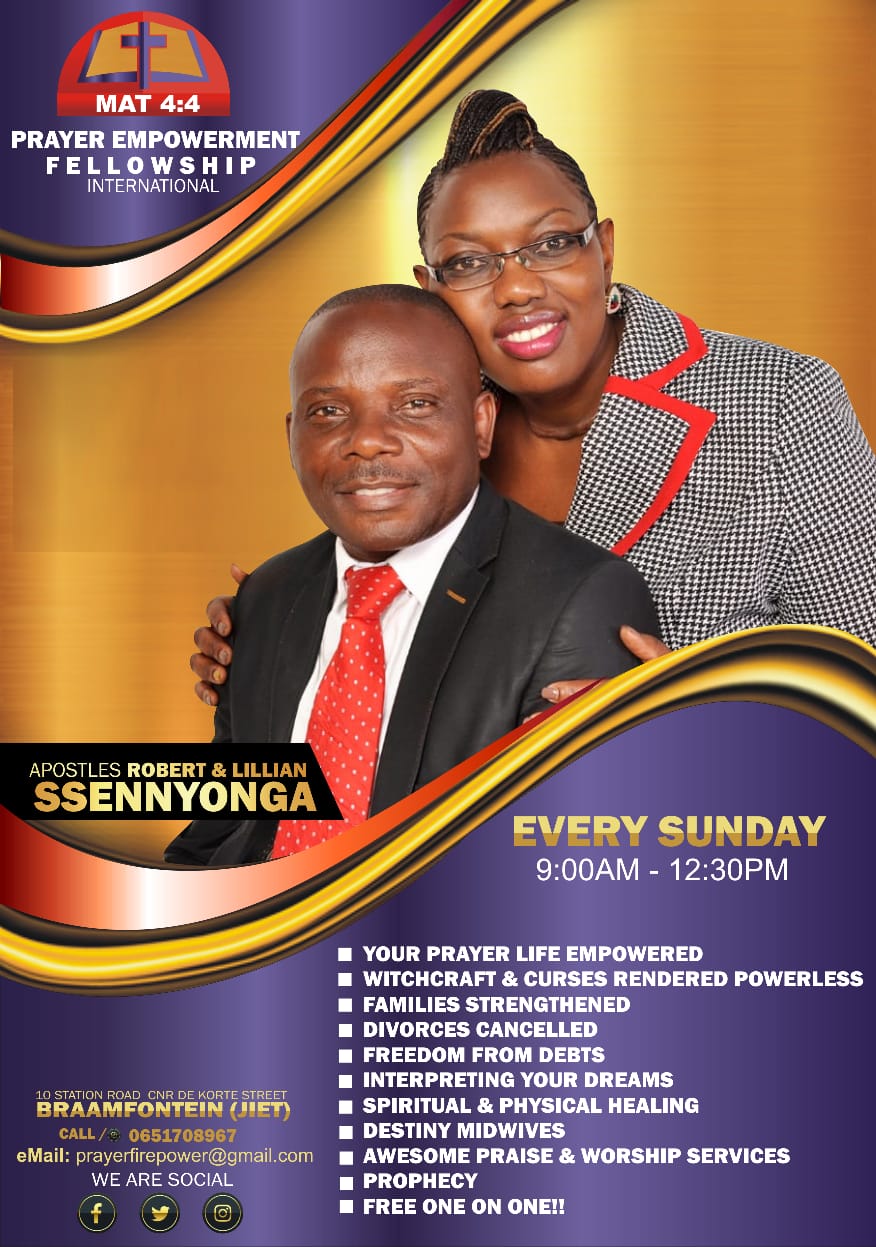 MAT 4:4
PRAYER EMPOWERMENT
FELLOWSHIP
INTERNATIONAL
APOSTLES ROBERT & LILLIAN
SSENNYONGA
EVERY SUNDAY
9:00AM - 12:30PM
YOUR PRAYER LIFE EMPOWERED
WITCHCRAFT & CURSES RENDERED POWERLESS
FAMILIES STRENGTHENED
DIVORCES CANCELLED
FREEDOM FROM DEBTS
INTERPRETING YOUR DREAMS
SPIRITUAL & PHYSICAL HEALING
DESTINY MIDWIVES
AWESOME PRAISE & WORSHIP SERVICES
PROPHECY
FREE ONE ON ONE!!
10 STATION ROAD CNR DE KORTE STREET
BRAAMFONTEIN (JIET)
CALL / 0651708967
eMail: prayerfirepower@gmail.com
WE ARE SOCIAL